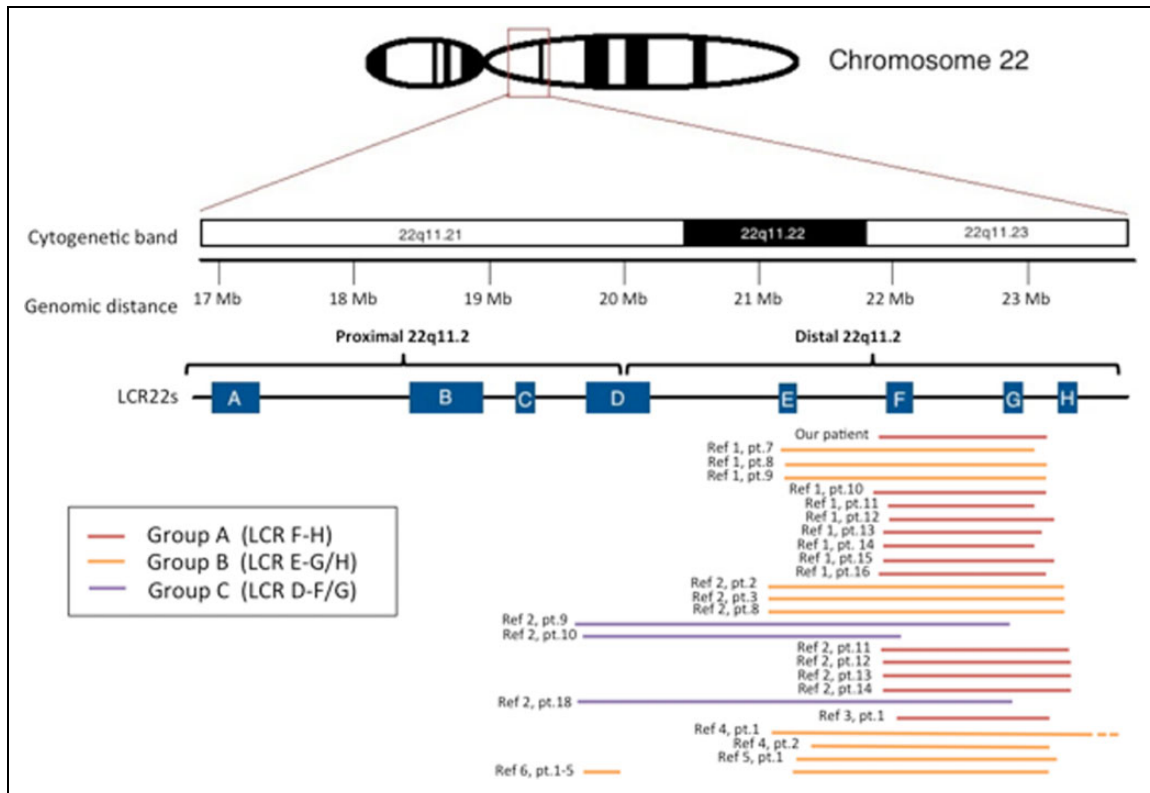 Chromosome 22
Cytogenetic band
22q11.21 22q11.22 22q11.23
17 Mb 18 Mb 19 Mb 20 Mb 21 Mb 22 Mb 23 Mb
Genomic distance
Proximal 22q11.2 Distal 22q11.2
LCR22s A B C D E F G H
Our patient
Ref 1, pt.7
Ref 1, pt.8
Ref 1, pt.9
Ref 1, pt.10
Ref 1, pt.11
Ref 1, pt.12
Ref 1, pt.13
Ref 1, pt. 14
Ref 1, pt.15
Ref 1, pt.16
Ref 2, pt.2
Ref 2, pt.3
Ref 2, pt.8
Ref 2, pt.9
Ref 2, pt.10
Ref 2, pt.11
Ref 2, pt.12
Ref 2, pt.13
Ref 2, pt.14
Ref 2, pt.18
Ref 3, pt.1
Ref 4, pt.1
Ref 4, pt.2
Ref 5, pt.1
Ref 6, pt.1-5
Group A (LCR F-H)
Group B (LCR E-G/H)
Group C (LCR D-F/G)